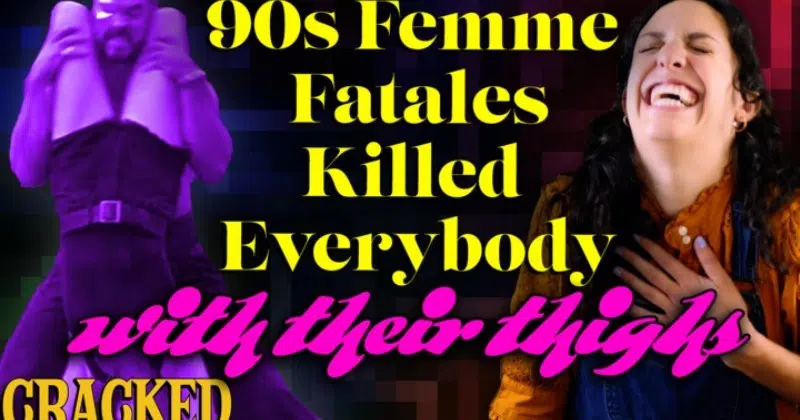 90s Femme
Fatales
Killed
Everybody
with their thighs
CRACKED